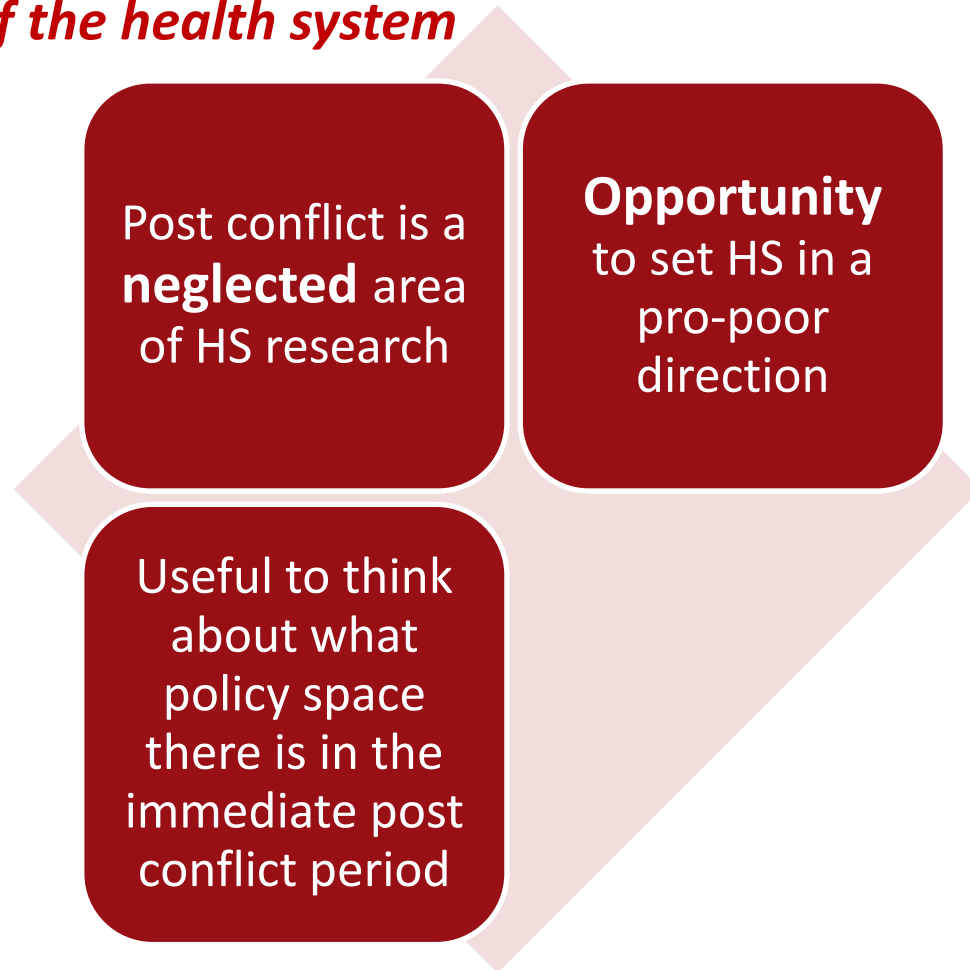 f the health system
Post conflict is a
neglected area
of HS research
Opportunity
to set HS in a
pro-poor
direction
Useful to think
about what
policy space
there is in the
immediate post
conflict period